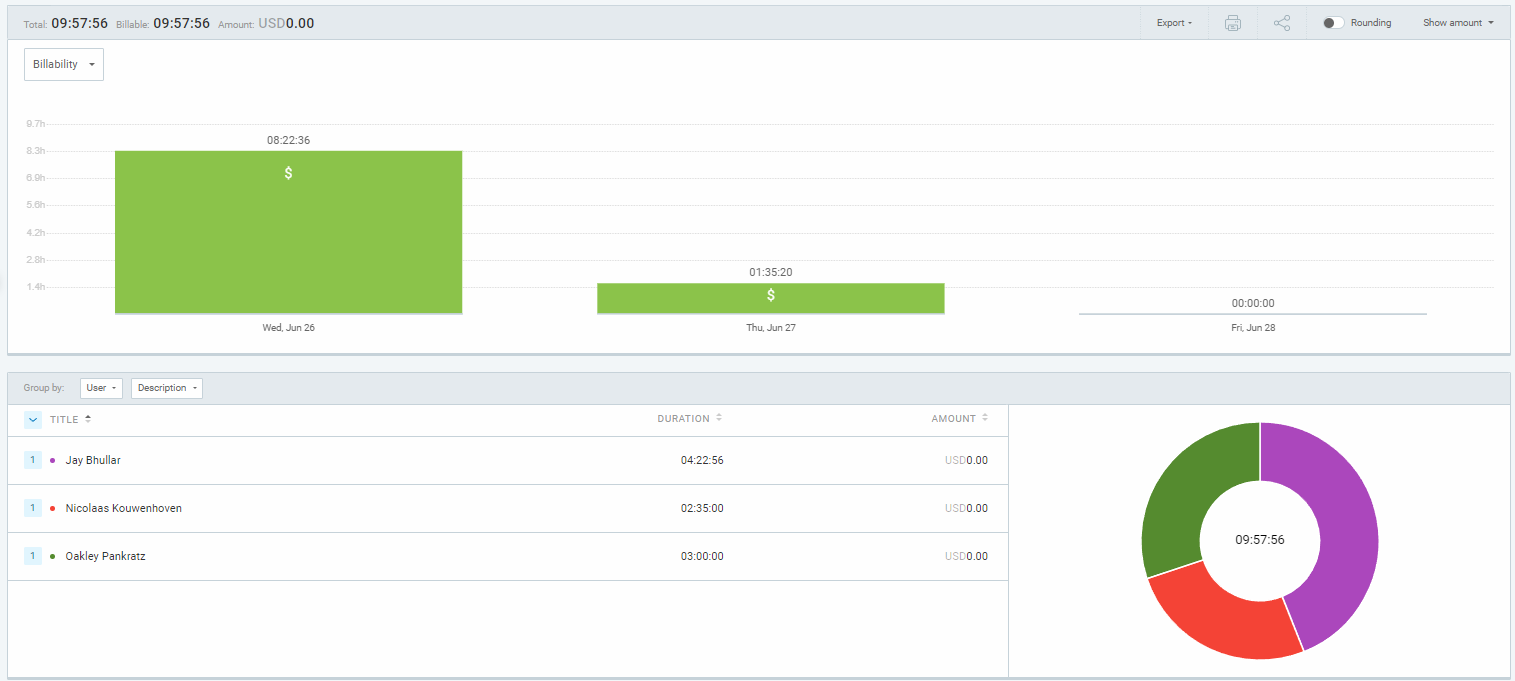 Total: 09:57:56 Billable: 09:57:56 Amount: USD0.00 Export Rounding Show amount
Billability
9.7h
08:22:36
8.3h
$
6.9h
5.6h
4.2h
2.8h
01:35:20
1.4h
$
00:00:00
Wed, Jun 26 Thu, Jun 27 Fri, Jun 28
Group by: User Description
TITLE DURATION AMOUNT
1 Jay Bhullar 04:22:56 USD0.00
1 Nicolaas Kouwenhoven 02:35:00 USD0.00
09:57:56
1 Oakley Pankratz 03:00:00 USD0.00